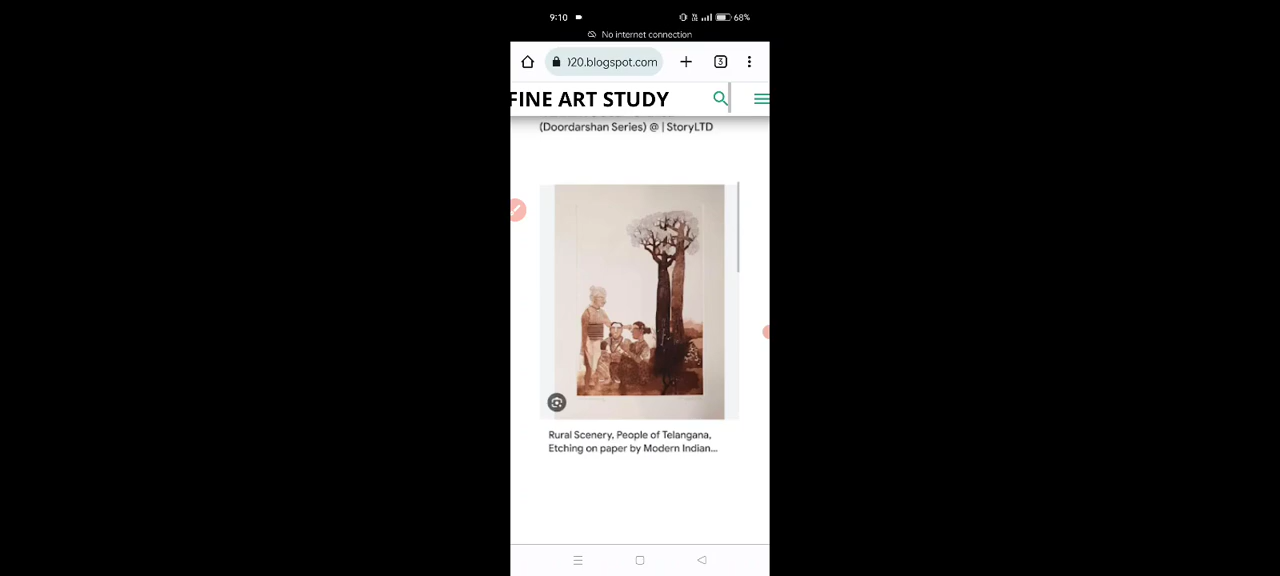 9:10
68%
No internet connection
)20.blogspot.com
3
FINE ART STUDY
(Doordarshan Series) @ | StoryLTD
Rural Scenery, People of Telangana,
Etching on paper by Modern Indian...